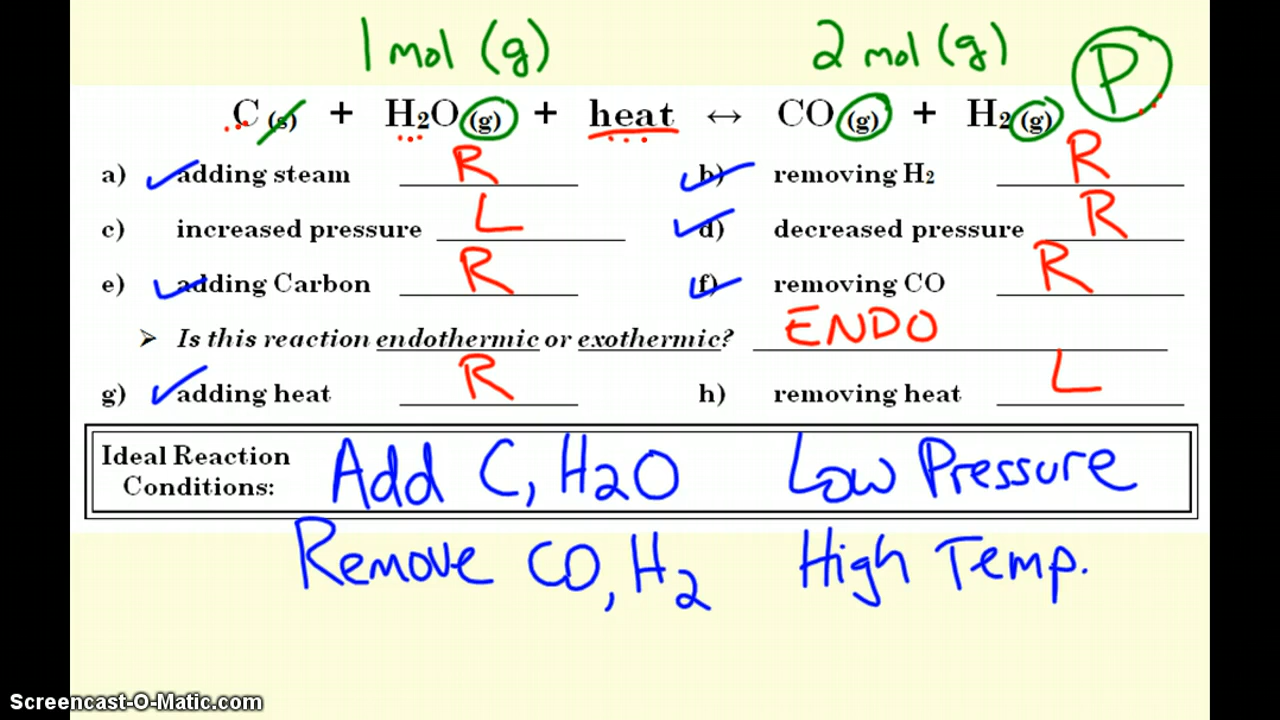 1 mol (g) 2 mol (g) P
C (s) + H2O (g) + heat ↔ CO (g) + H2 (g)
a) adding steam R b) removing H2 R
c) increased pressure L d) decreased pressure R
e) adding Carbon R f) removing CO R
➢ Is this reaction endothermic or exothermic? ENDO
g) adding heat R h) removing heat L
Ideal Reaction Conditions: Add C, H2O Low Pressure
Remove CO, H2 High Temp.
Screencast-O-Matic.com